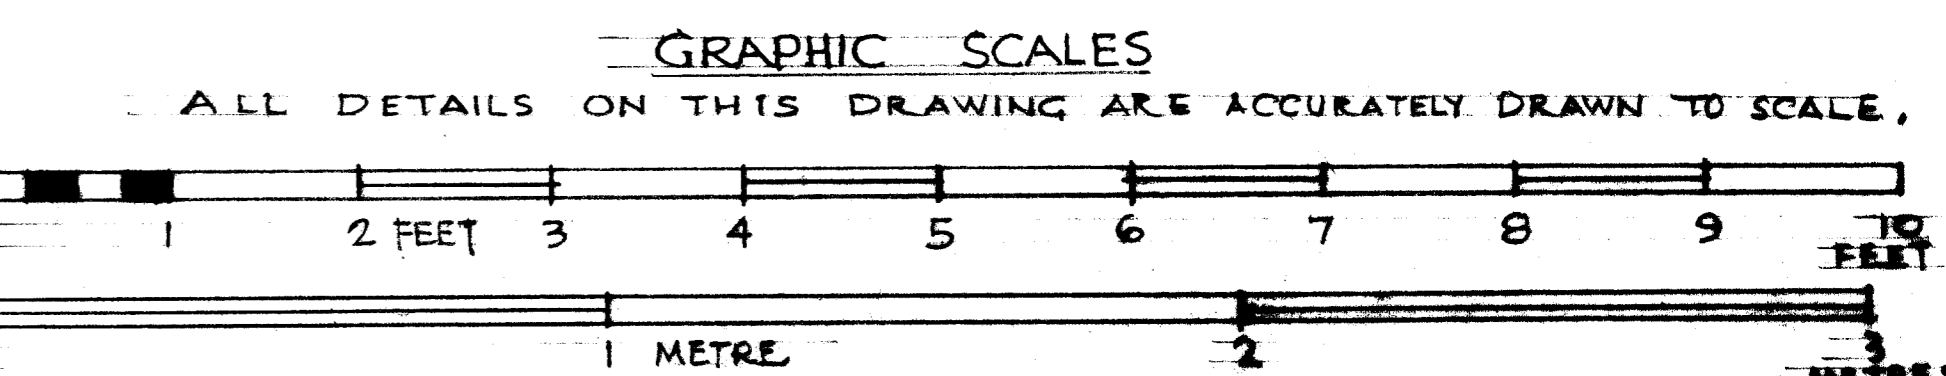 GRAPHIC SCALES
ALL DETAILS ON THIS DRAWING ARE ACCURATELY DRAWN TO SCALE.
1 2 FEET 3 4 5 6 7 8 9 10
FEET
1 METRE 2 3
METRES